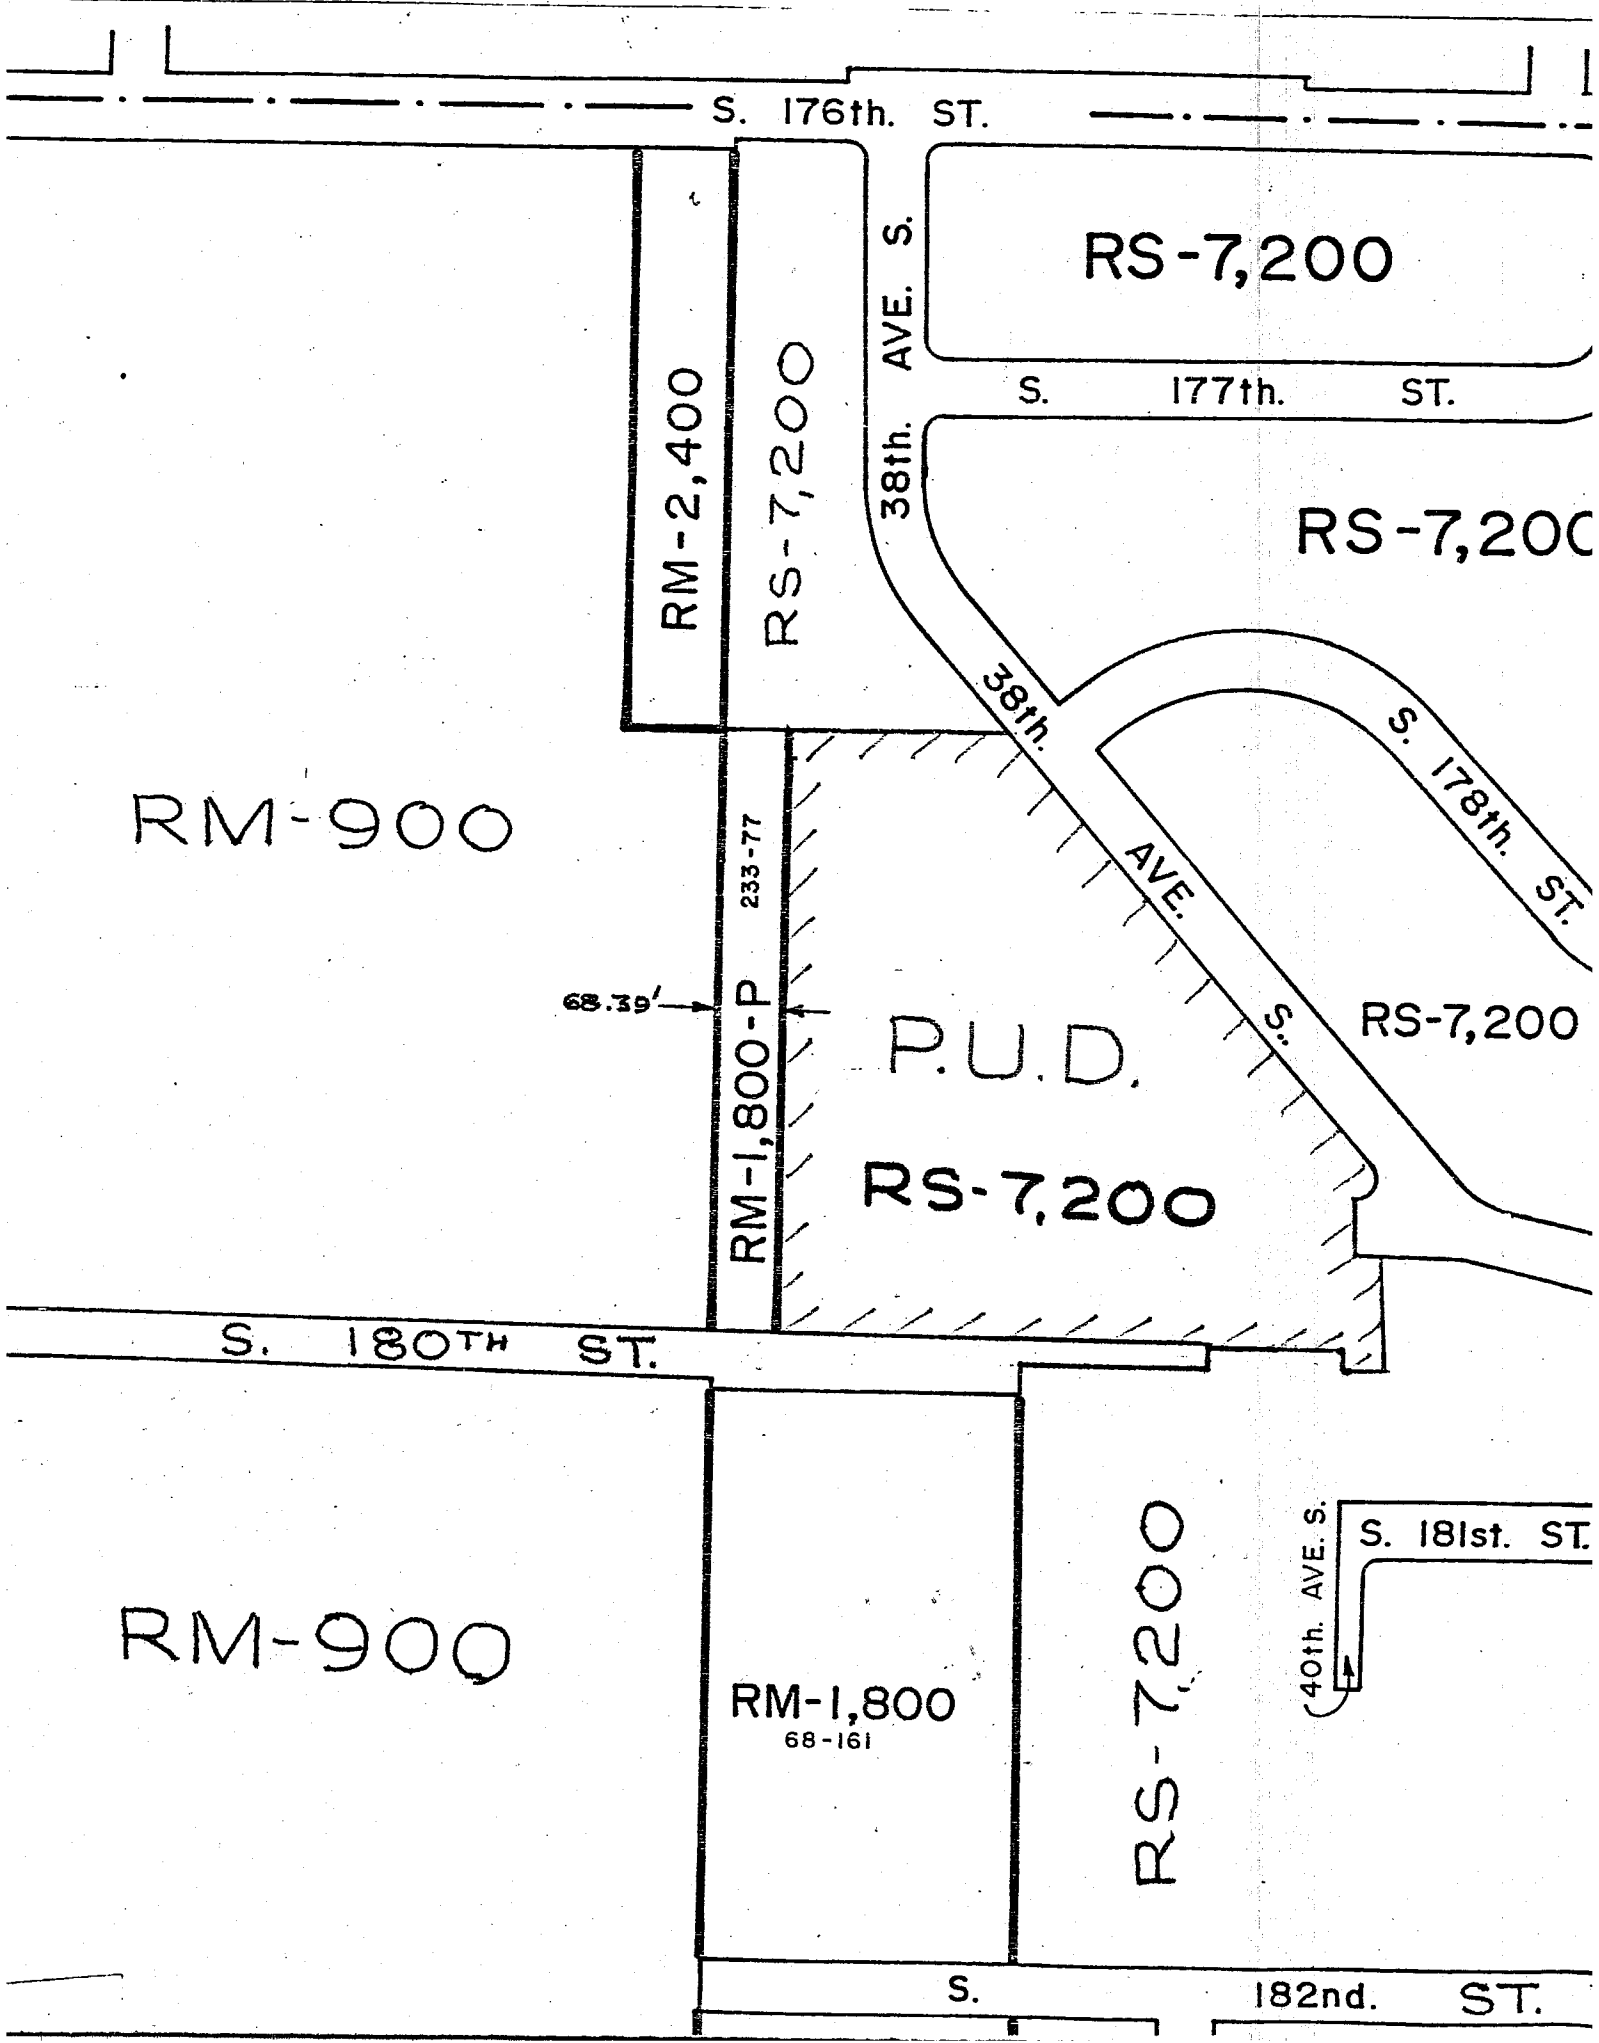 S. 176th. ST.
RS-7,200
38th. AVE. S.
S. 177th. ST.
RM-2,400
RS-7,200
RS-7,200
38th. AVE. S.
S. 178th. ST.
RM-900
233-77
RM-1,800-P
68.39'
P.U.D.
RS-7,200
RS-7,200
S. 180TH ST.
RM-900
RM-1,800
68-161
RS-7,200
40th. AVE. S.
S. 181st. ST.
S. 182nd. ST.